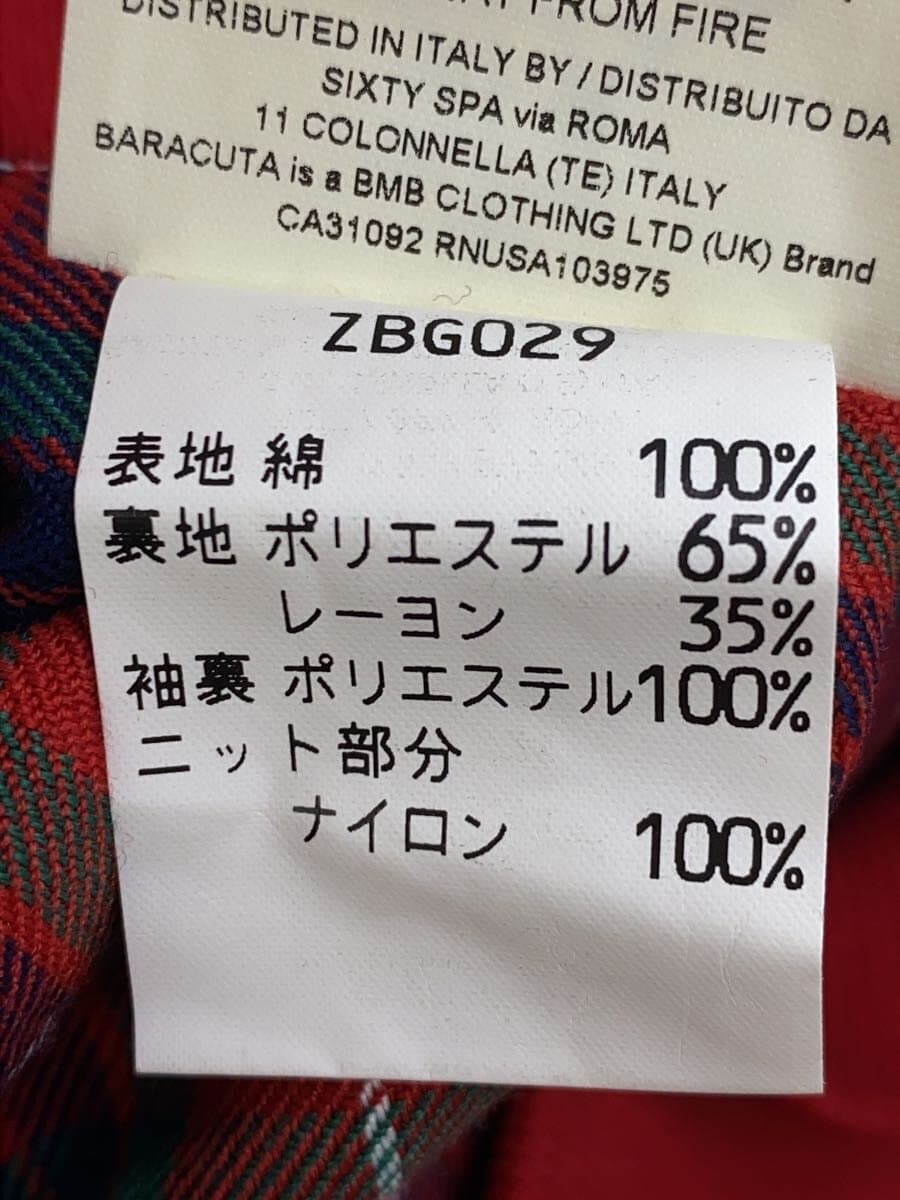 FROM FIRE
DISTRIBUTED IN ITALY BY / DISTRIBUITO DA
SIXTY SPA via ROMA
11 COLONNELLA (TE) ITALY
BARACUTA is a BMB CLOTHING LTD (UK) Brand
CA31092 RNUSA103975
ZBG029
表地 綿 100%
裏地 ポリエステル 65%
レーヨン 35%
袖裏 ポリエステル100%
ニット部分
ナイロン 100%